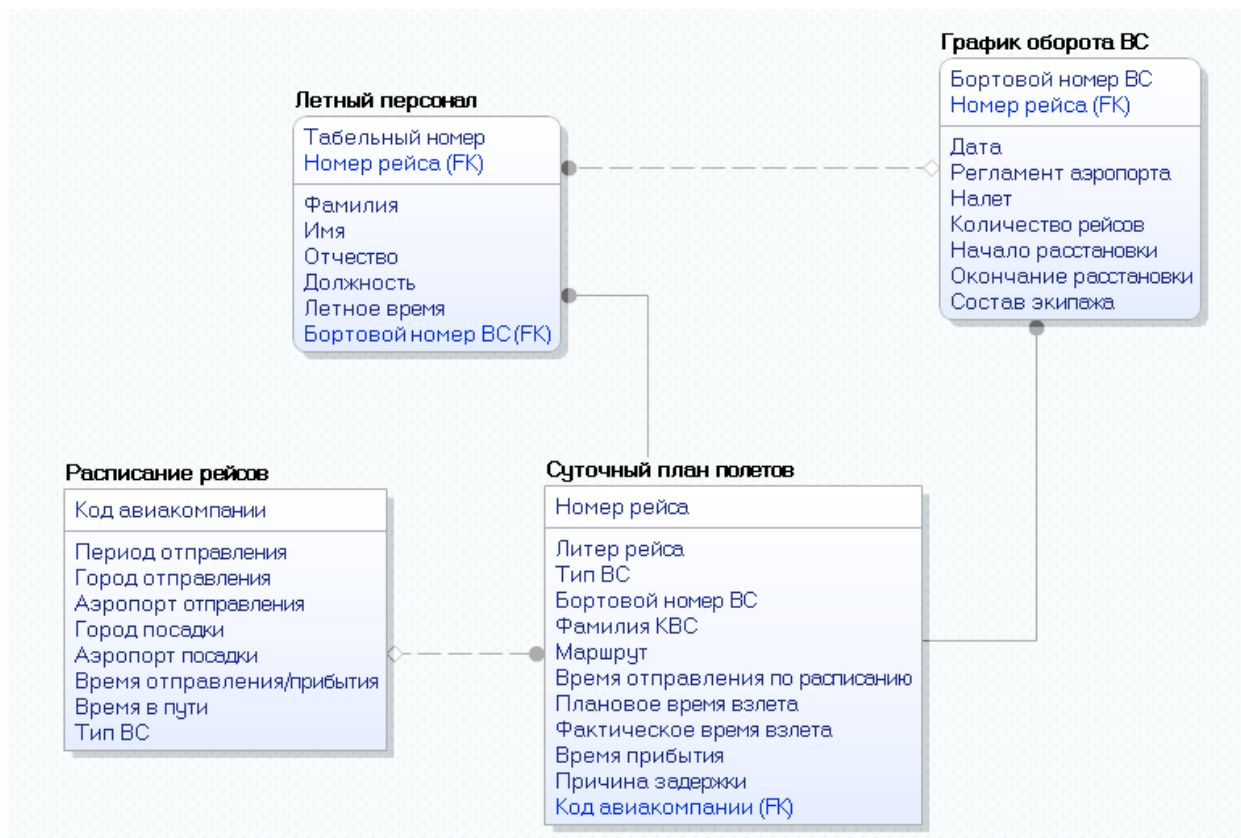 График оборота ВС
Бортовой номер ВС
Номер рейса (FK)
Дата
Регламент аэропорта
Налет
Количество рейсов
Начало расстановки
Окончание расстановки
Состав экипажа
Летный персонал
Табельный номер
Номер рейса (FK)
Фамилия
Имя
Отчество
Должность
Летное время
Бортовой номер ВС (FK)
Расписание рейсов
Код авиакомпании
Период отправления
Город отправления
Аэропорт отправления
Город посадки
Аэропорт посадки
Время отправления/прибытия
Время в пути
Тип ВС
Суточный план полетов
Номер рейса
Литер рейса
Тип ВС
Бортовой номер ВС
Фамилия КВС
Маршрут
Время отправления по расписанию
Плановое время взлета
Фактическое время взлета
Время прибытия
Причина задержки
Код авиакомпании (FK)